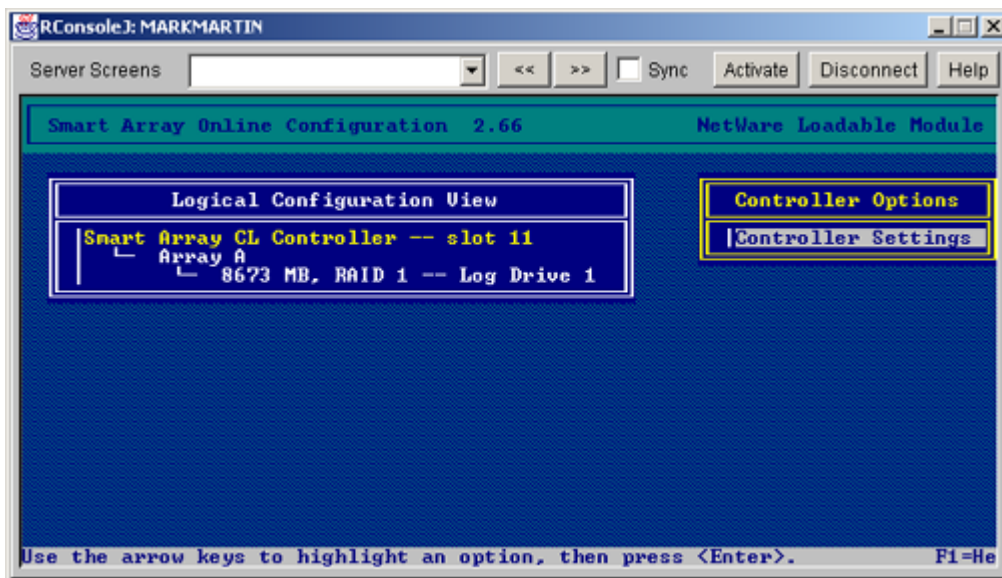 RConsoleJ: MARKMARTIN
Server Screens << >> Sync Activate Disconnect Help
Smart Array Online Configuration 2.66 NetWare Loadable Module
Logical Configuration View
Smart Array CL Controller -- slot 11
Array A
8673 MB, RAID 1 -- Log Drive 1
Controller Options
Controller Settings
Use the arrow keys to highlight an option, then press <Enter>. F1=He